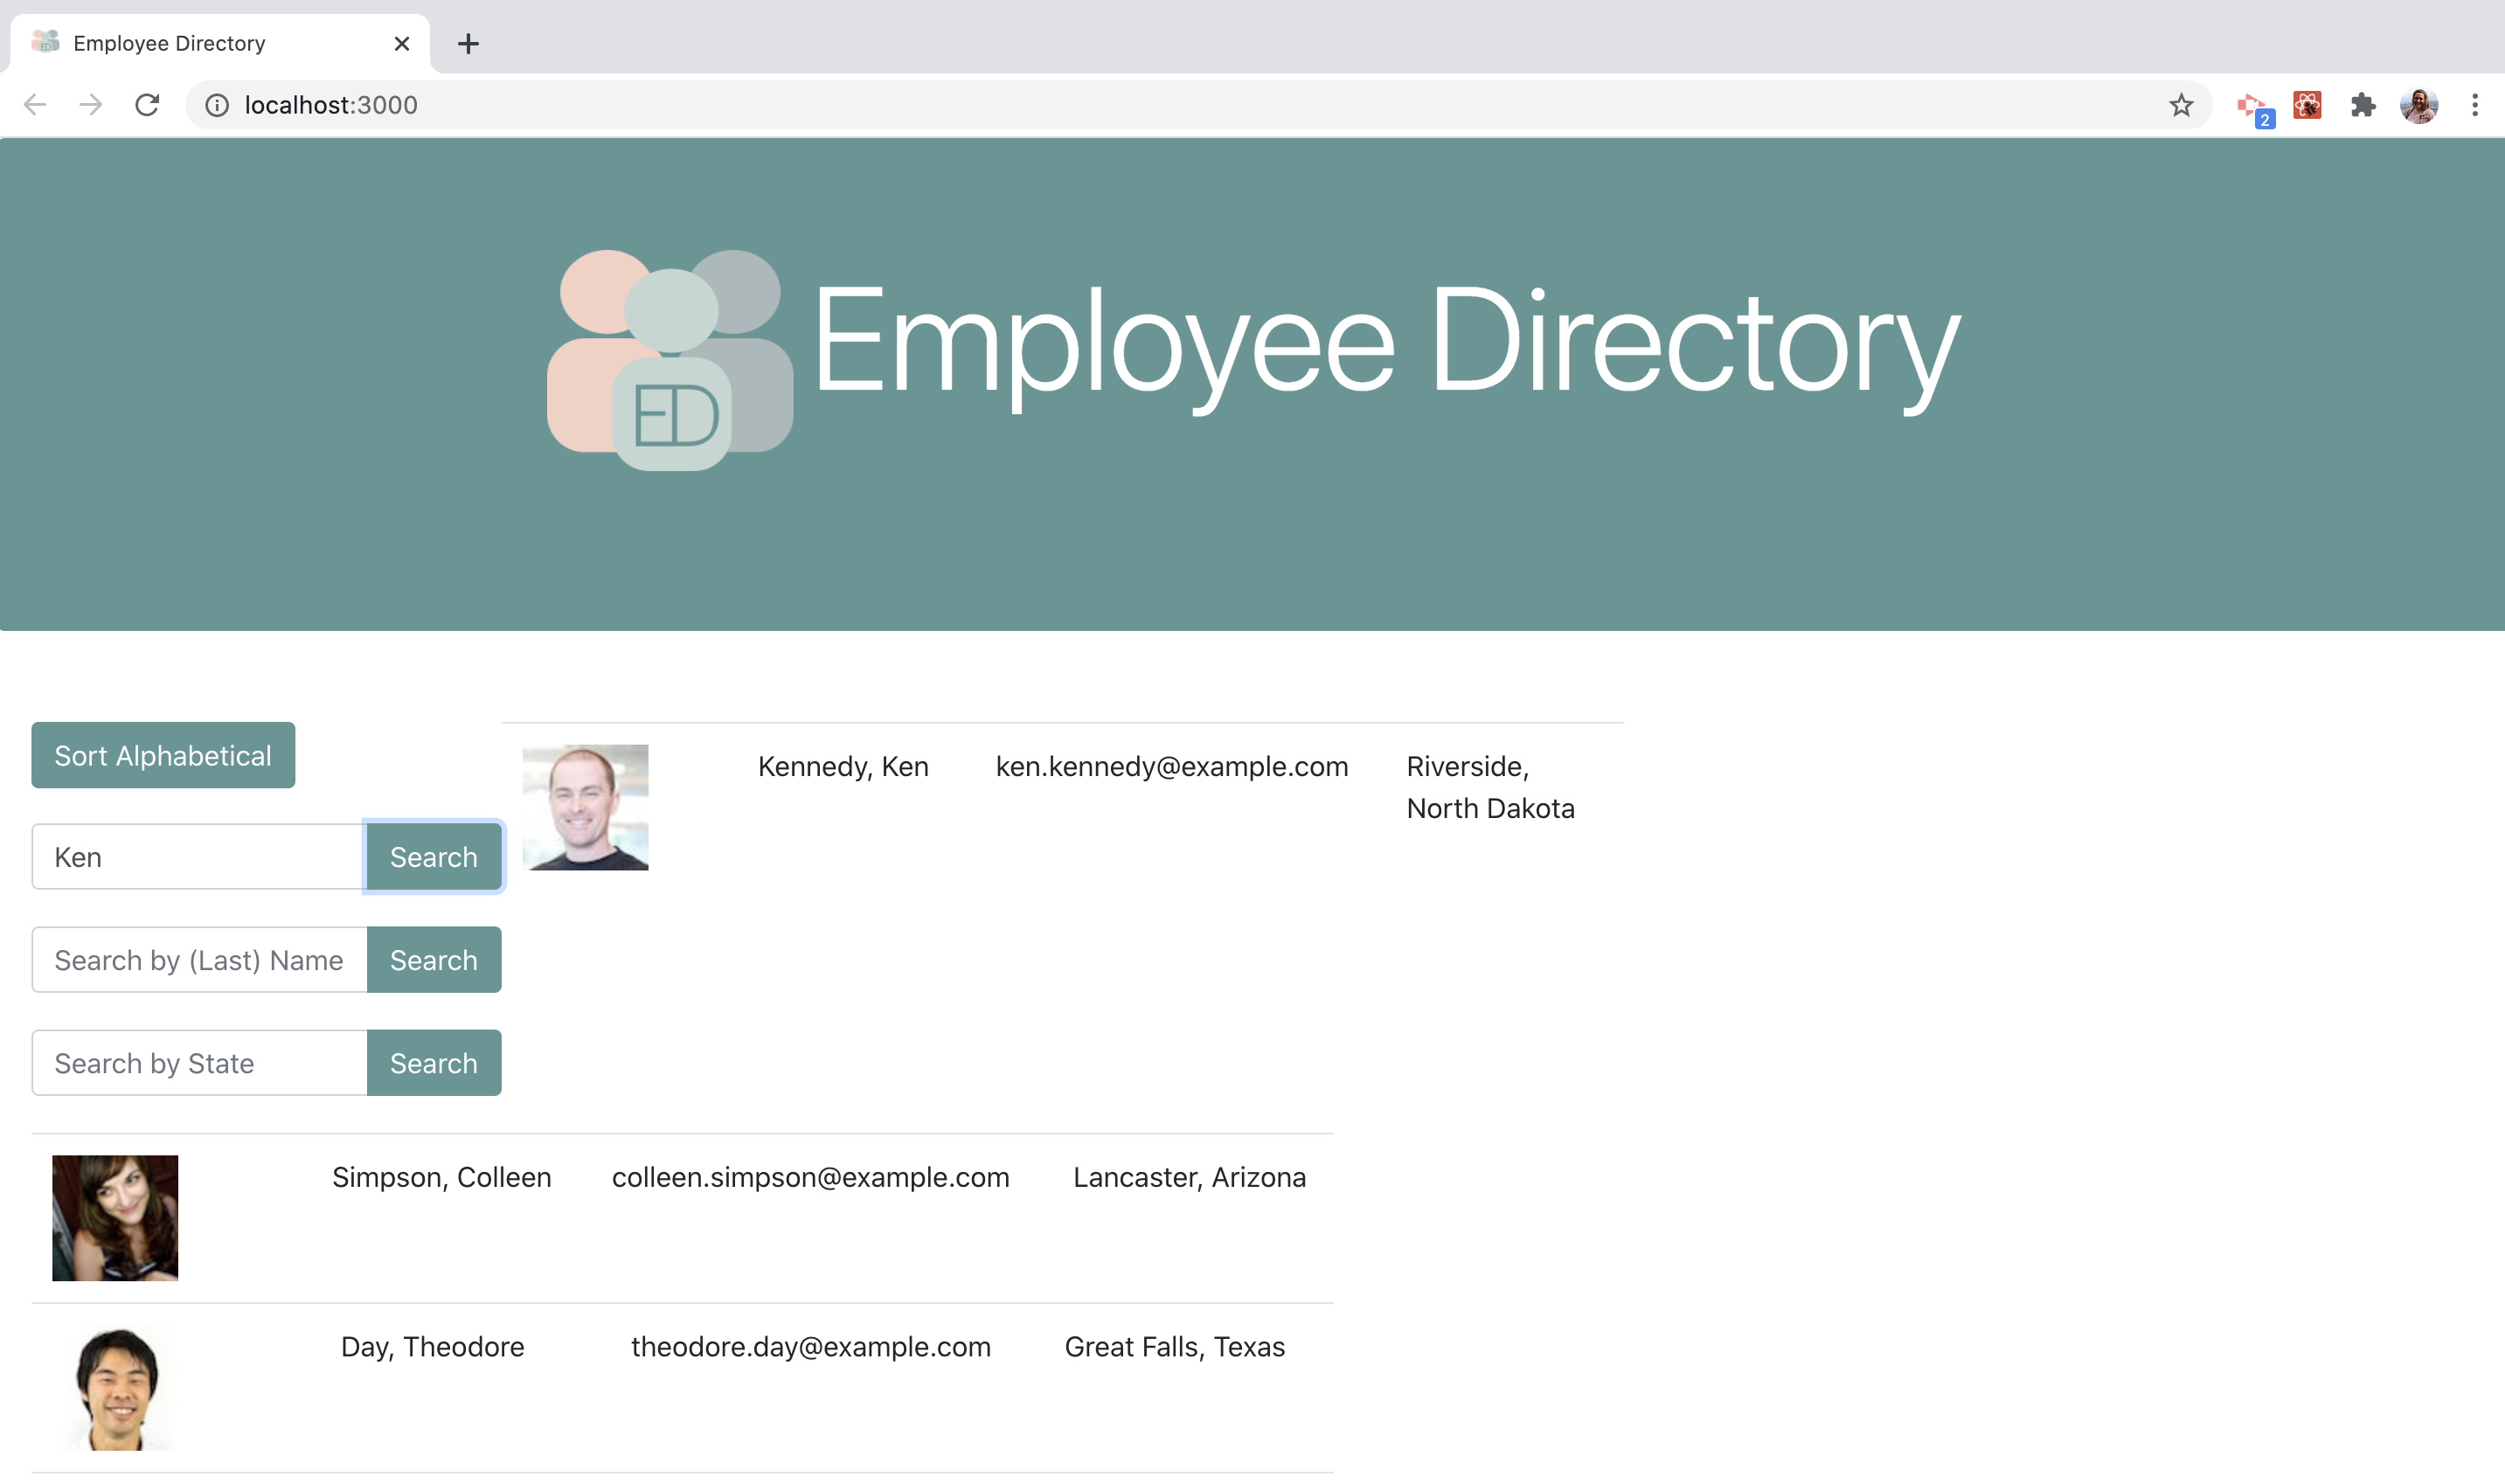 Employee Directory
localhost:3000
2
ED
Employee Directory
Sort Alphabetical
Ken
Search
Search by (Last) Name
Search
Search by State
Search
Kennedy, Ken
ken.kennedy@example.com
Riverside,
North Dakota
Simpson, Colleen
colleen.simpson@example.com
Lancaster, Arizona
Day, Theodore
theodore.day@example.com
Great Falls, Texas